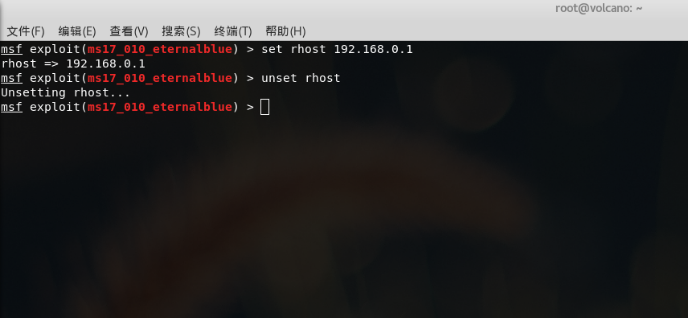 root@volcano: ~
文件(F) 编辑(E) 查看(V) 搜索(S) 终端(T) 帮助(H)
msf exploit(ms17_010_eternalblue) > set rhost 192.168.0.1
rhost => 192.168.0.1
msf exploit(ms17_010_eternalblue) > unset rhost
Unsetting rhost...
msf exploit(ms17_010_eternalblue) >